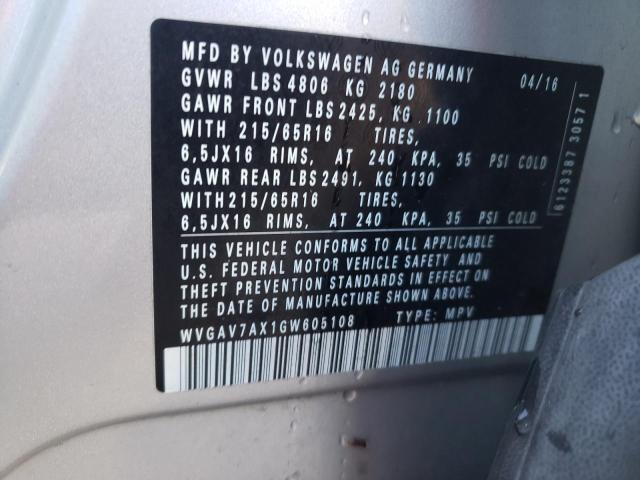 MFD BY VOLKSWAGEN AG GERMANY 04/16
GVWR LBS 4806 KG 2180
GAWR FRONT LBS 2425, KG 1100
WITH 215/65R16 TIRES,
6,5JX16 RIMS, AT 240 KPA, 35 PSI COLD
GAWR REAR LBS 2491, KG 1130
WITH215/65R16 TIRES,
6,5JX16 RIMS, AT 240 KPA, 35 PSI COLD
THIS VEHICLE CONFORMS TO ALL APPLICABLE
U.S. FEDERAL MOTOR VEHICLE SAFETY AND
THEFT PREVENTION STANDARDS IN EFFECT ON
THE DATE OF MANUFACTURE SHOWN ABOVE.
WVGAV7AX1GW605108 TYPE: MPV
6123387 3057 1